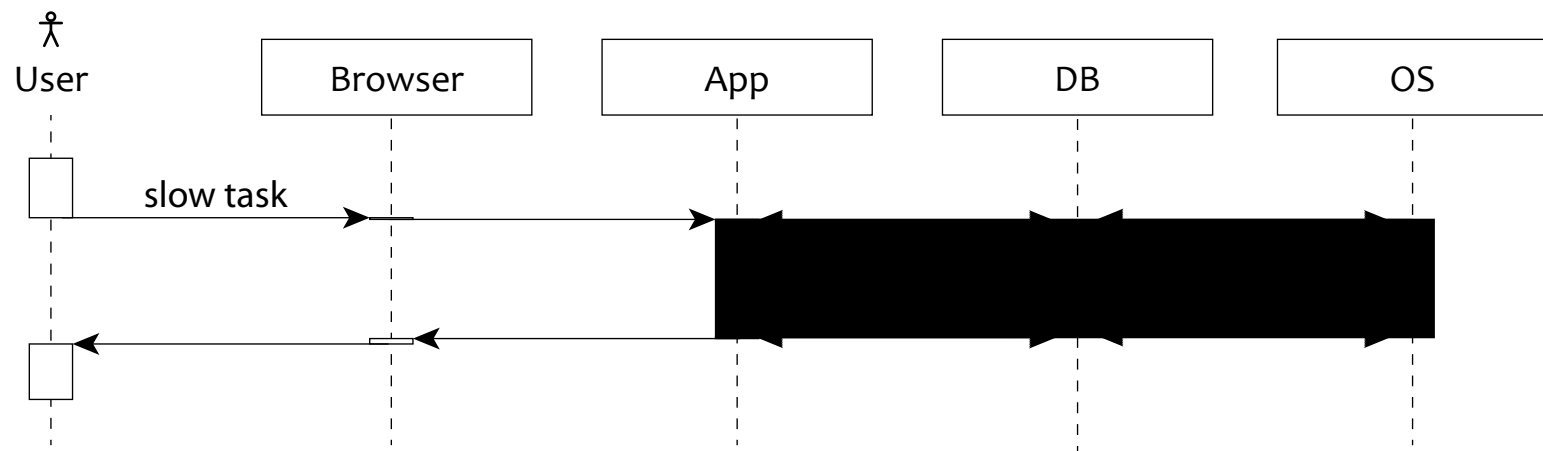 User
Browser
App
DB
OS
slow task